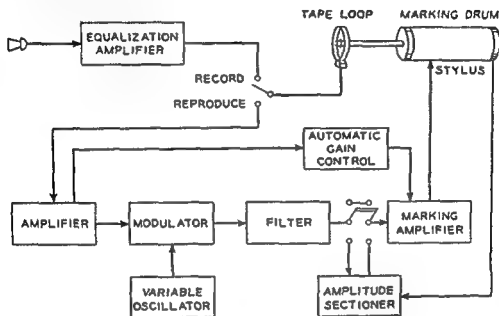 TAPE LOOP
MARKING DRUM
EQUALIZATION
AMPLIFIER
STYLUS
RECORD
REPRODUCE
AUTOMATIC
GAIN
CONTROL
AMPLIFIER
MODULATOR
FILTER
MARKING
AMPLIFIER
VARIABLE
OSCILLATOR
AMPLITUDE
SECTIONER